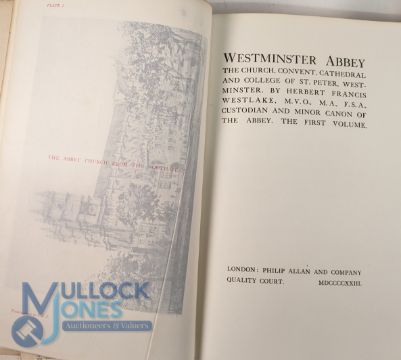 PLATE I
THE ABBEY CHURCH FROM THE
WESTMINSTER ABBEY
THE CHURCH, CONVENT, CATHEDRAL
AND COLLEGE OF ST. PETER, WEST-
MINSTER. BY HERBERT FRANCIS
WESTLAKE, M.V.O., M.A., F.S.A.,
CUSTODIAN AND MINOR CANON OF
THE ABBEY. THE FIRST VOLUME.
LONDON: PHILIP ALLAN AND COMPANY
QUALITY COURT. MDCCCCXXIII.
MULLOCK
JONES
Auctioneers & Valuers